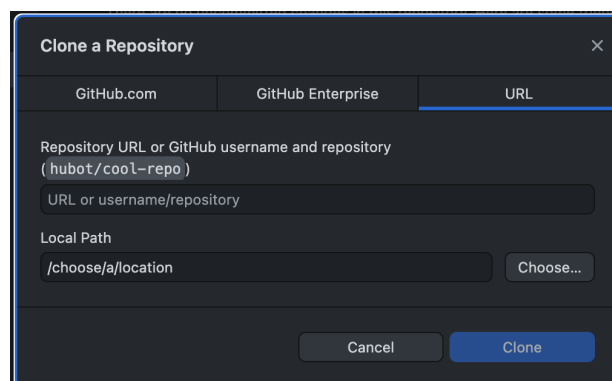 Clone a Repository
GitHub.com
GitHub Enterprise
URL
Repository URL or GitHub username and repository
(hubot/cool-repo)
URL or username/repository
Local Path
/choose/a/location
Choose...
Cancel
Clone